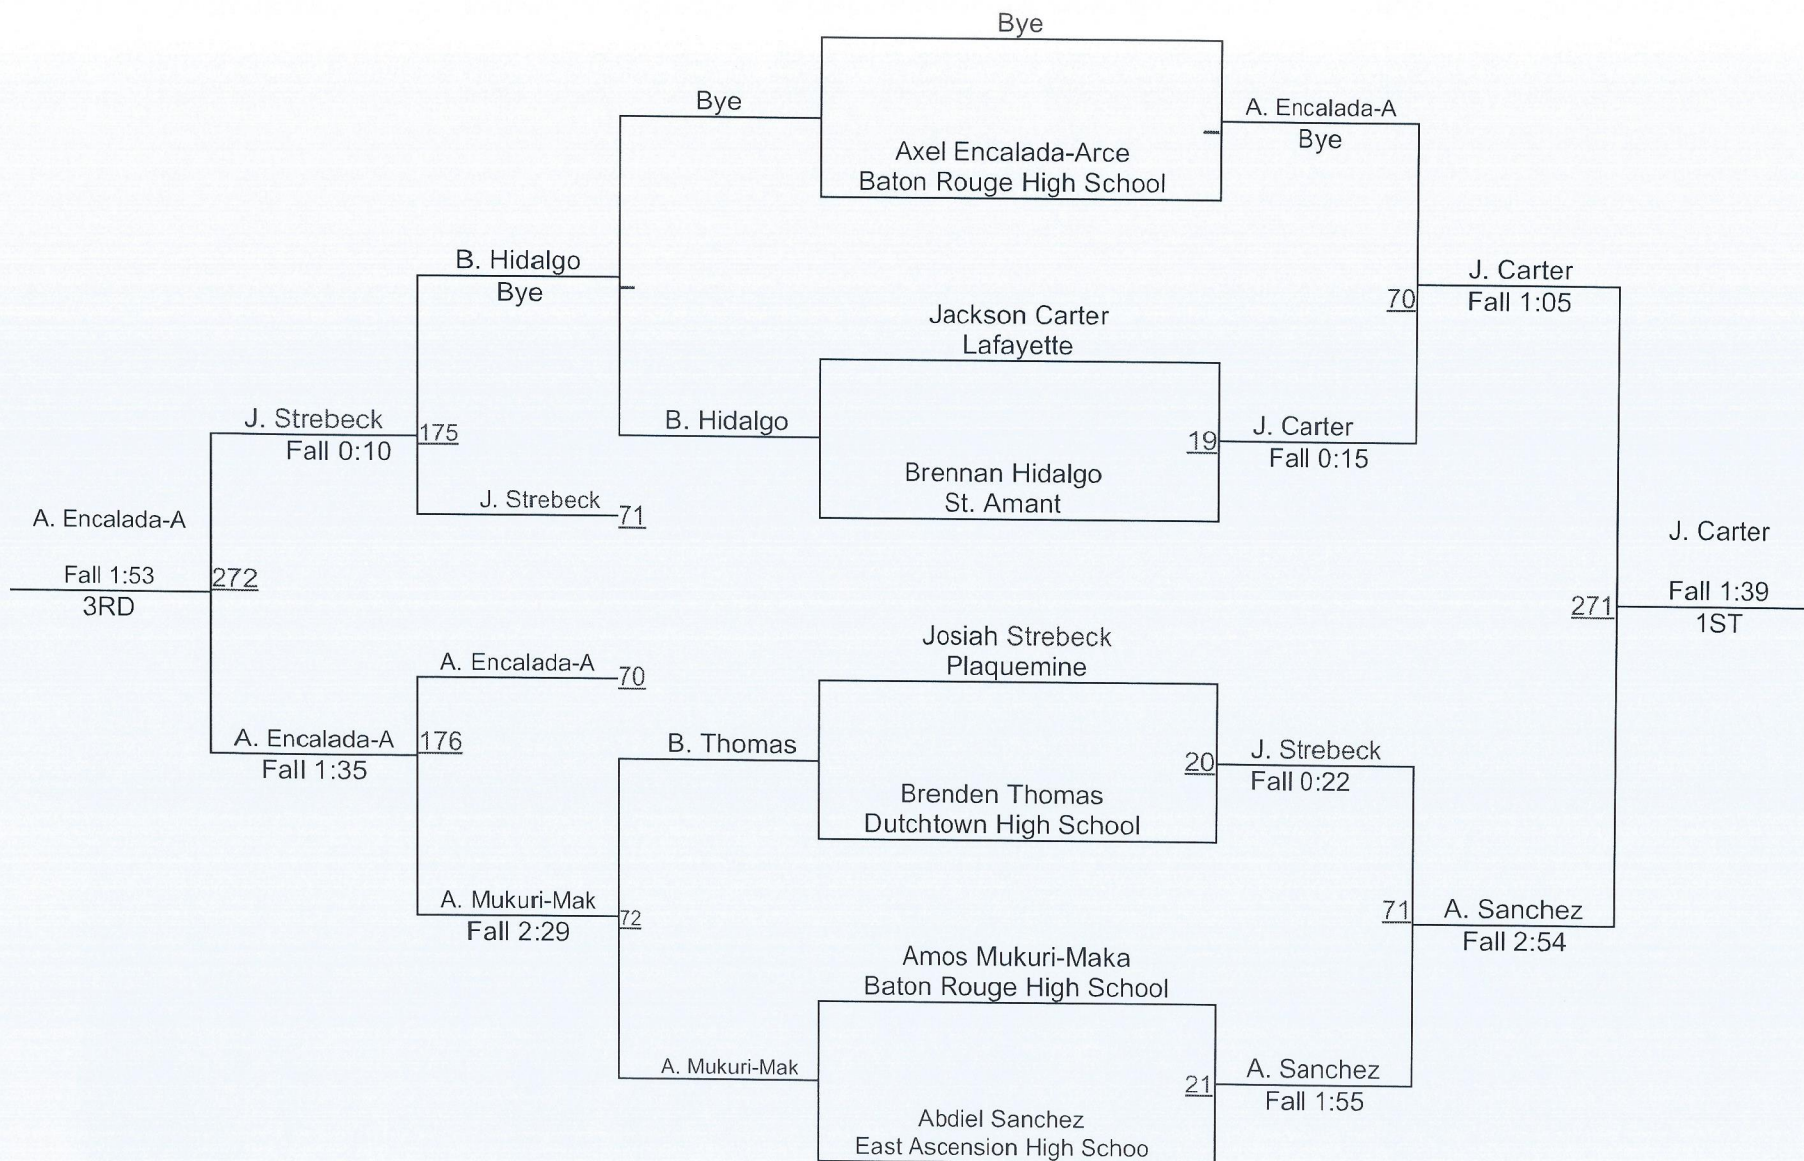 Bye
Bye
A. Encalada-A
Bye
Axel Encalada-Arce
Baton Rouge High School
B. Hidalgo
Bye
J. Carter
Fall 1:05
70
Jackson Carter
Lafayette
J. Strebeck
Fall 0:10
175
B. Hidalgo
19
J. Carter
Fall 0:15
Brennan Hidalgo
St. Amant
J. Strebeck
71
A. Encalada-A
Fall 1:53
3RD
272
J. Carter
Fall 1:39
1ST
271
Josiah Strebeck
Plaquemine
A. Encalada-A
70
A. Encalada-A
Fall 1:35
176
B. Thomas
20
J. Strebeck
Fall 0:22
Brenden Thomas
Dutchtown High School
A. Mukuri-Mak
Fall 2:29
72
71
A. Sanchez
Fall 2:54
Amos Mukuri-Maka
Baton Rouge High School
A. Mukuri-Mak
21
A. Sanchez
Fall 1:55
Abdiel Sanchez
East Ascension High Schoo